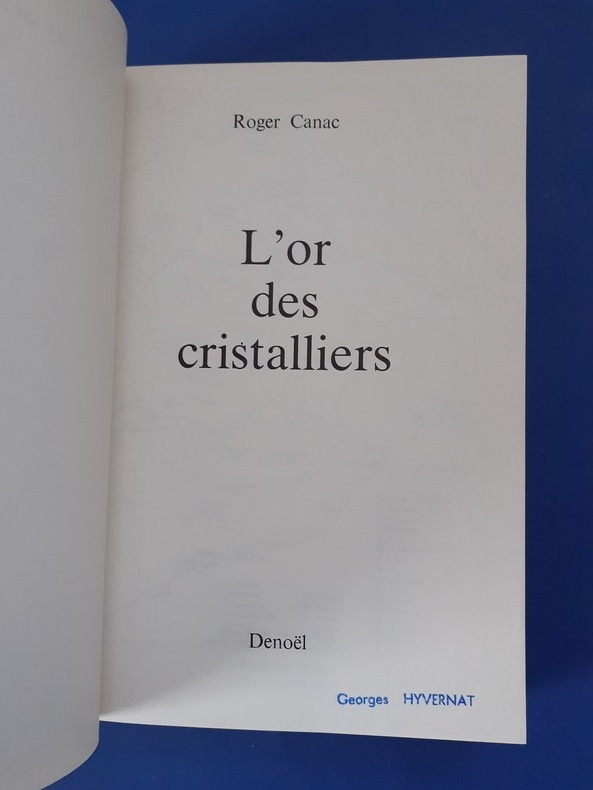 Roger Canac
L'or
des
cristalliers
Denoël
Georges HYVERNAT